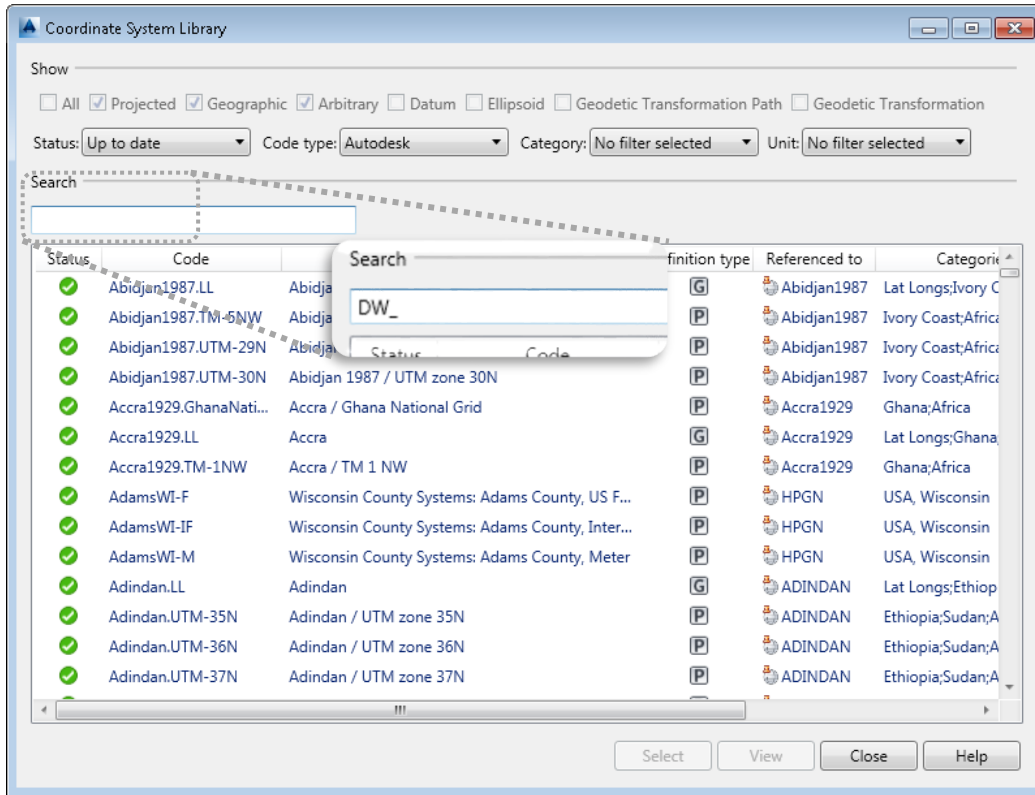 Coordinate System Library
Show
All Projected Geographic Arbitrary Datum Ellipsoid Geodetic Transformation Path Geodetic Transformation
Status: Up to date Code type: Autodesk Category: No filter selected Unit: No filter selected
Search
Search
DW_
Status Code
Status Code finition type Referenced to Categorie
Abidjan1987.LL Abidja G Abidjan1987 Lat Longs;Ivory C
Abidjan1987.TM-5NW Abidja P Abidjan1987 Ivory Coast;Africa
Abidjan1987.UTM-29N Abidja P Abidjan1987 Ivory Coast;Africa
Abidjan1987.UTM-30N Abidjan 1987 / UTM zone 30N P Abidjan1987 Ivory Coast;Africa
Accra1929.GhanaNati... Accra / Ghana National Grid P Accra1929 Ghana;Africa
Accra1929.LL Accra G Accra1929 Lat Longs;Ghana;
Accra1929.TM-1NW Accra / TM 1 NW P Accra1929 Ghana;Africa
AdamsWI-F Wisconsin County Systems: Adams County, US F... P HPGN USA, Wisconsin
AdamsWI-IF Wisconsin County Systems: Adams County, Inter... P HPGN USA, Wisconsin
AdamsWI-M Wisconsin County Systems: Adams County, Meter P HPGN USA, Wisconsin
Adindan.LL Adindan G ADINDAN Lat Longs;Ethiop
Adindan.UTM-35N Adindan / UTM zone 35N P ADINDAN Ethiopia;Sudan;A
Adindan.UTM-36N Adindan / UTM zone 36N P ADINDAN Ethiopia;Sudan;A
Adindan.UTM-37N Adindan / UTM zone 37N P ADINDAN Ethiopia;Sudan;A
Select View Close Help